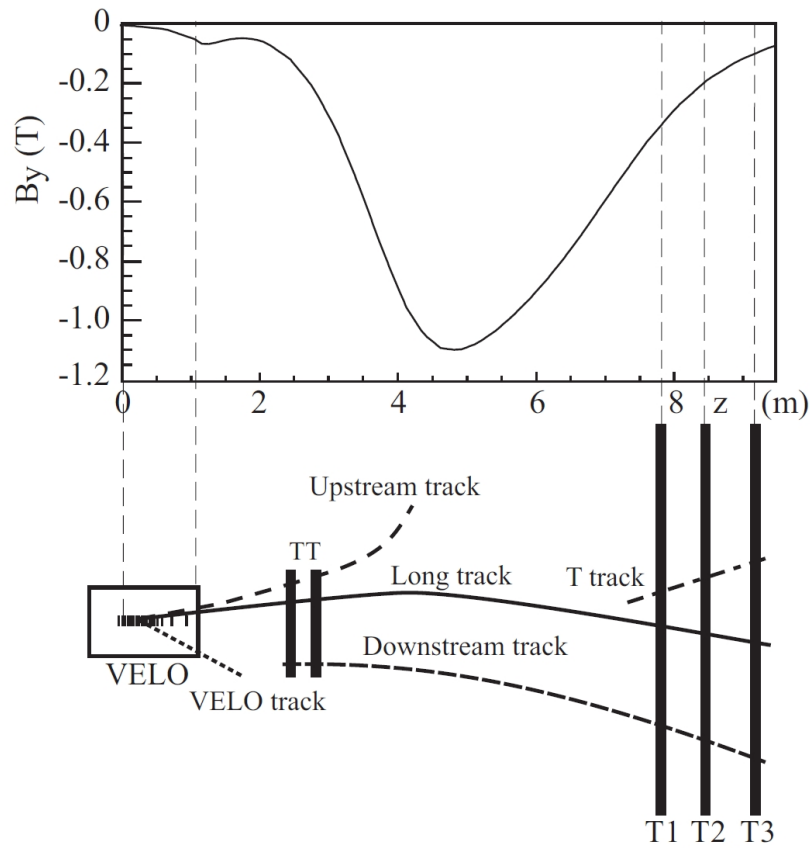 0
-0.2
-0.4
-0.6
-0.8
-1.0
-1.2
By (T)
0 2 4 6 8 z (m)
Upstream track
TT
Long track
T track
Downstream track
VELO
VELO track
T1 T2 T3